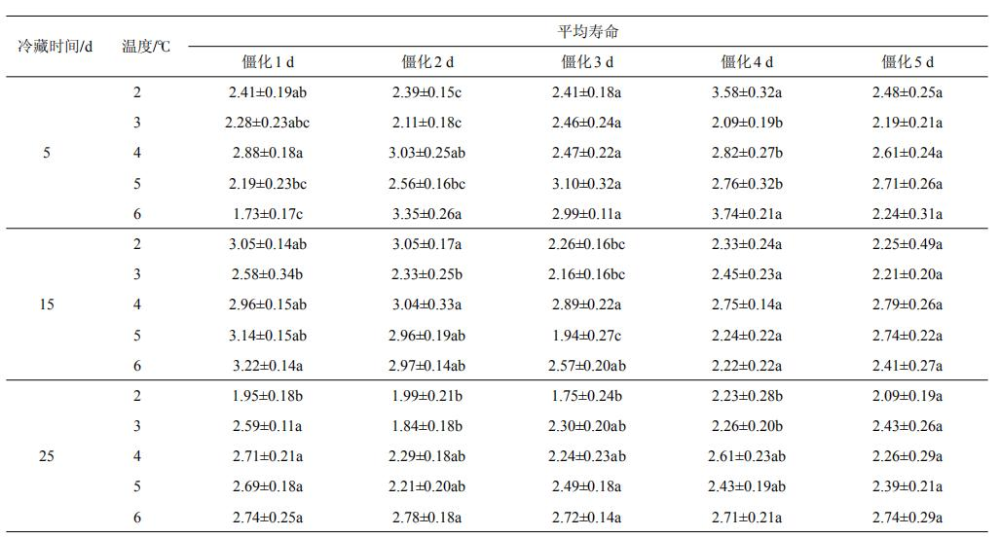 冷藏时间/d 温度/℃ 平均寿命
僵化1 d 僵化2 d 僵化3 d 僵化4 d 僵化5 d
2 2.41±0.19ab 2.39±0.15c 2.41±0.18a 3.58±0.32a 2.48±0.25a
3 2.28±0.23abc 2.11±0.18c 2.46±0.24a 2.09±0.19b 2.19±0.21a
5 4 2.88±0.18a 3.03±0.25ab 2.47±0.22a 2.82±0.27b 2.61±0.24a
5 2.19±0.23bc 2.56±0.16bc 3.10±0.32a 2.76±0.32b 2.71±0.26a
6 1.73±0.17c 3.35±0.26a 2.99±0.11a 3.74±0.21a 2.24±0.31a
2 3.05±0.14ab 3.05±0.17a 2.26±0.16bc 2.33±0.24a 2.25±0.49a
3 2.58±0.34b 2.33±0.25b 2.16±0.16bc 2.45±0.23a 2.21±0.20a
15 4 2.96±0.15ab 3.04±0.33a 2.89±0.22a 2.75±0.14a 2.79±0.26a
5 3.14±0.15ab 2.96±0.19ab 1.94±0.27c 2.24±0.22a 2.74±0.22a
6 3.22±0.14a 2.97±0.14ab 2.57±0.20ab 2.22±0.22a 2.41±0.27a
2 1.95±0.18b 1.99±0.21b 1.75±0.24b 2.23±0.28b 2.09±0.19a
3 2.59±0.11a 1.84±0.18b 2.30±0.20ab 2.26±0.20b 2.43±0.26a
25 4 2.71±0.21a 2.29±0.18ab 2.24±0.23ab 2.61±0.23ab 2.26±0.29a
5 2.69±0.18a 2.21±0.20ab 2.49±0.18a 2.43±0.19ab 2.39±0.21a
6 2.74±0.25a 2.78±0.18a 2.72±0.14a 2.71±0.21a 2.74±0.29a